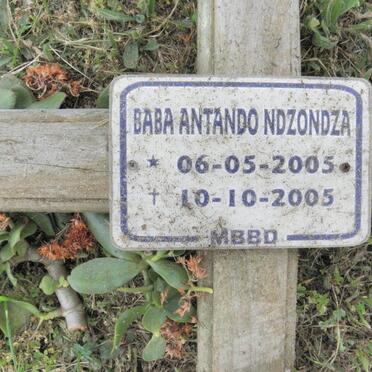 BABA ANTANDO NDZONDZA
* 06-05-2005
† 10-10-2005
MBBD